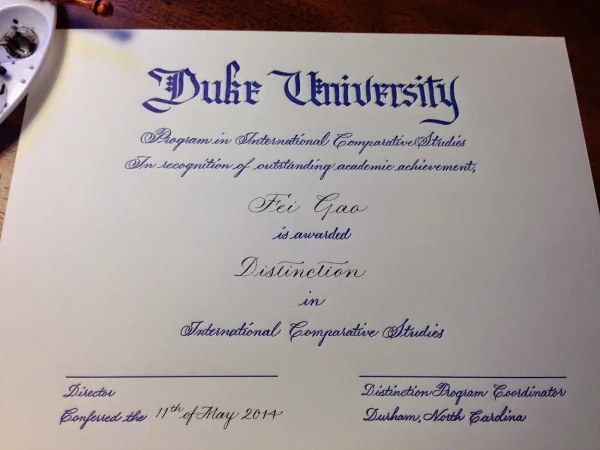 Duke University
Program in International Comparative Studies
In recognition of outstanding academic achievement,
Fei Gao
is awarded
Distinction
in
International Comparative Studies
Director
Distinction Program Coordinator
Conferred the 11th of May 2014
Durham, North Carolina